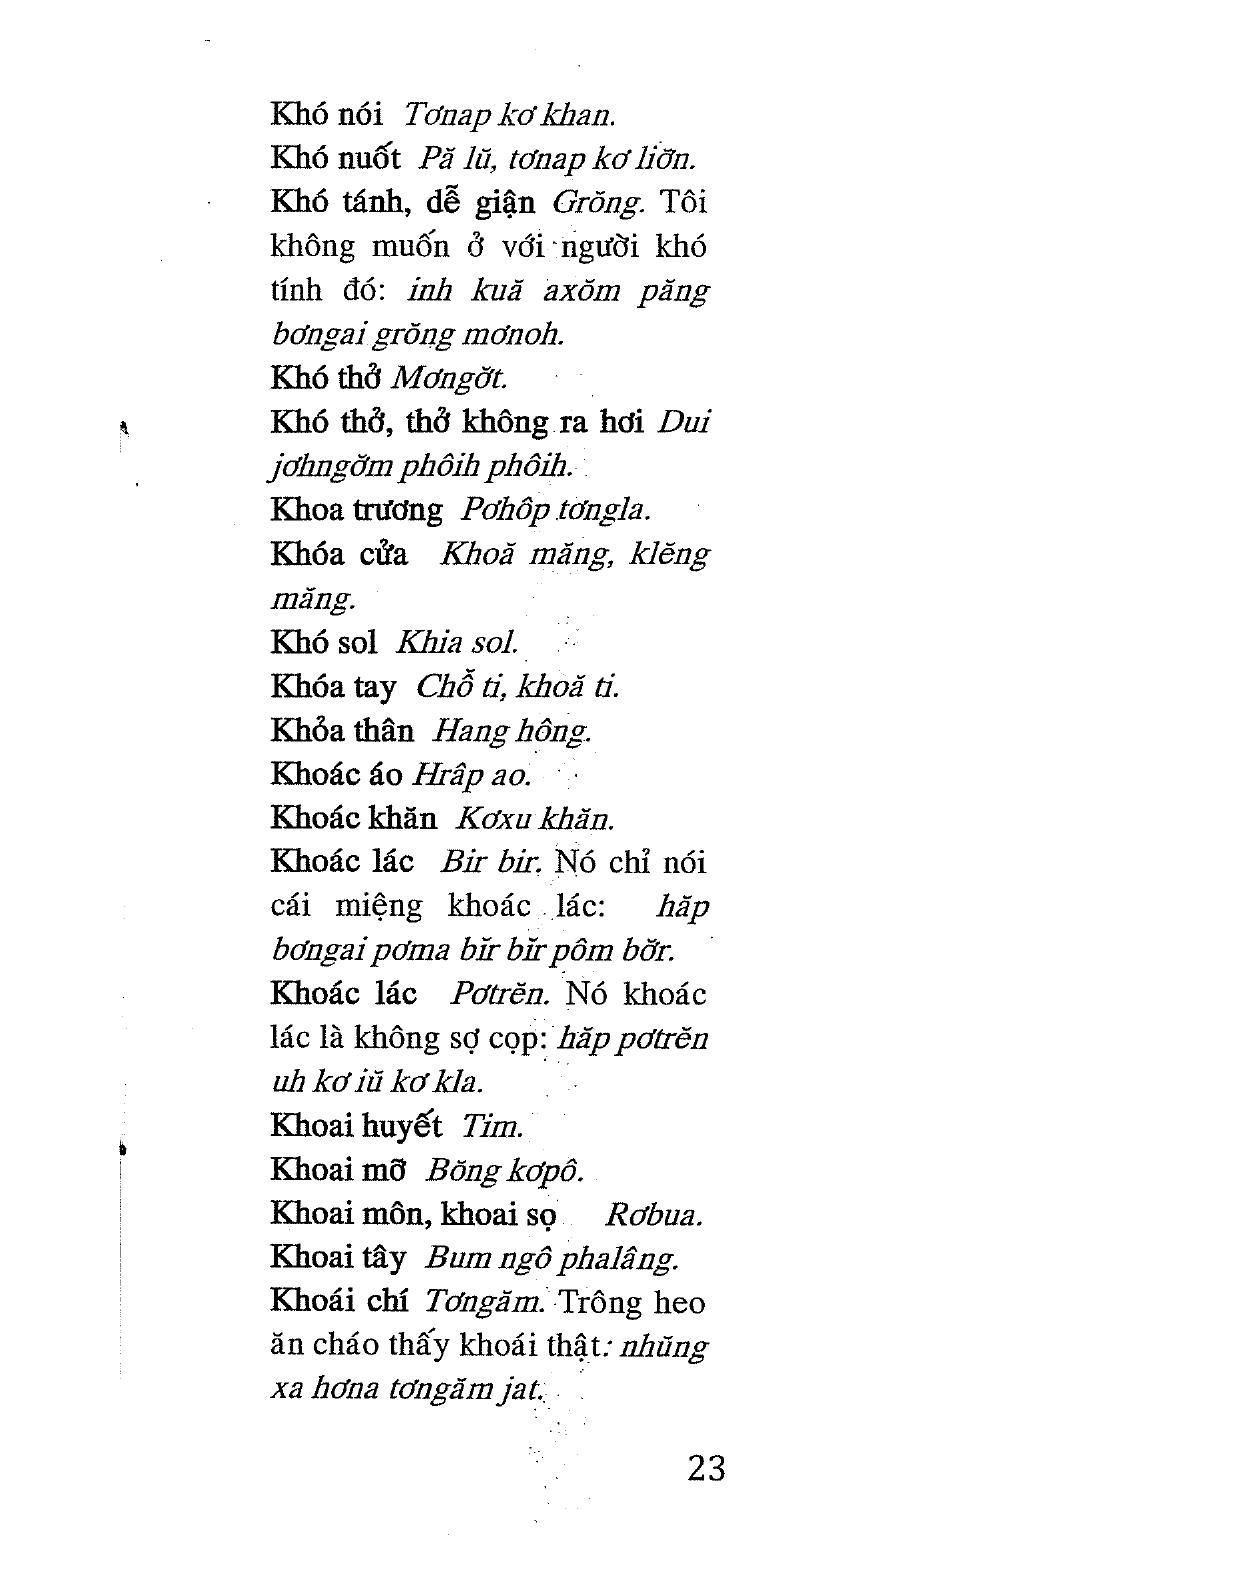 Khó nói Tơnap kơ khan.
Khó nuốt Pă lŭ, tơnap kơ liơ̆n.
Khó tánh, dễ giận Grŏng. Tôi
không muốn ở với người khó
tính đó: inh kuă axŏm păng
bơngai grŏng mơnoh.
Khó thở Mơngơ̆t.
Khó thở, thở không ra hơi Dui
jơhngơ̆m phôih phôih.
Khoa trương Pơhôp tơngla.
Khóa cửa Khoă măng, klĕng
măng.
Khó sol Khia sol.
Khóa tay Chô̆ ti, khoă ti.
Khỏa thân Hang hông.
Khoác áo Hrâp ao.
Khoác khăn Kơxu khăn.
Khoác lác Bir bir. Nó chỉ nói
cái miệng khoác lác: hăp
bơngai pơma bĭr bĭr pôm bơ̆r.
Khoác lác Pơtrĕn. Nó khoác
lác là không sợ cọp: hăp pơtrĕn
uh kơ iŭ kơ kla.
Khoai huyết Tim.
Khoai mỡ Bŏng kơpô.
Khoai môn, khoai sọ Rơbua.
Khoai tây Bum ngô phalâng.
Khoái chí Tơngăm. Trông heo
ăn cháo thấy khoái thật: nhŭng
xa hơna tơngăm jat.
23